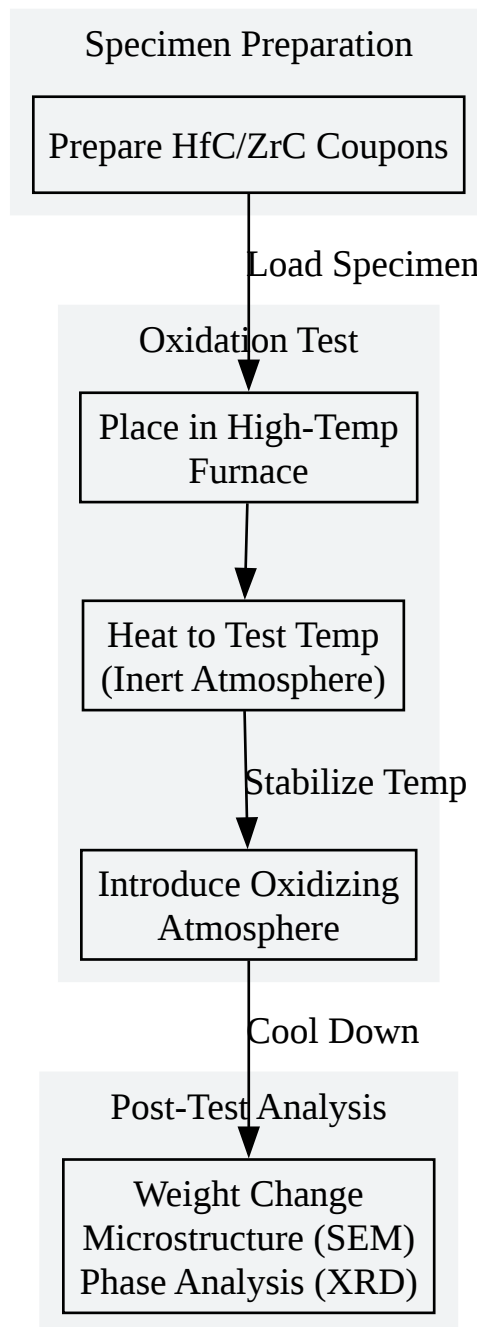 Specimen Preparation
Prepare HfC/ZrC Coupons
Load Specimen
Oxidation Test
Place in High-Temp
Furnace
Heat to Test Temp
(Inert Atmosphere)
Stabilize Temp
Introduce Oxidizing
Atmosphere
Cool Down
Post-Test Analysis
Weight Change
Microstructure (SEM)
Phase Analysis (XRD)